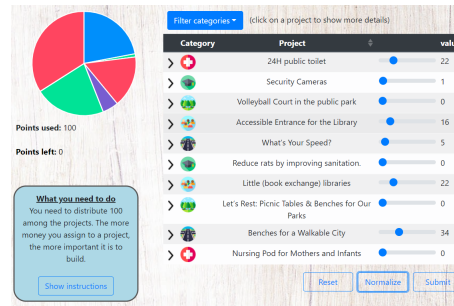 Filter categories
(click on a project to show more details)
Category Project valu
24H public toilet 22
Security Cameras 1
Volleyball Court in the public park 0
Accessible Entrance for the Library 16
What's Your Speed? 5
Reduce rats by improving sanitation. 0
Little (book exchange) libraries 22
Let's Rest: Picnic Tables & Benches for Our
Parks 0
Benches for a Walkable City 34
Nursing Pod for Mothers and Infants 0
Points used: 100
Points left: 0
What you need to do
You need to distribute 100
among the projects. The more
money you assign to a project,
the more important it is to
build.
Show instructions
Reset Normalize Submit